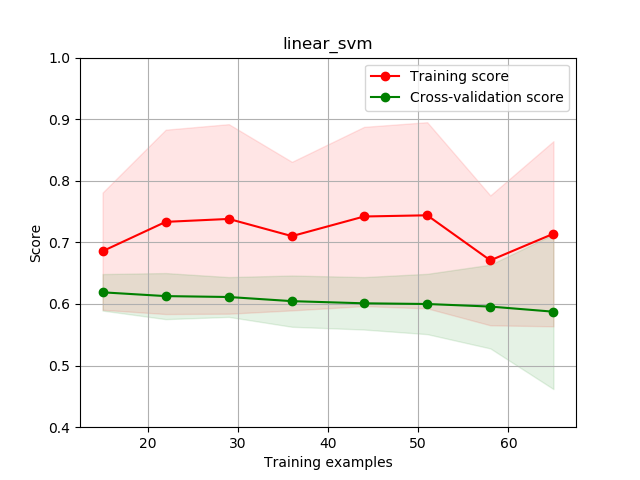 linear_svm
1.0
0.9
0.8
0.7
0.6
0.5
0.4
Score
Training score
Cross-validation score
20 30 40 50 60
Training examples